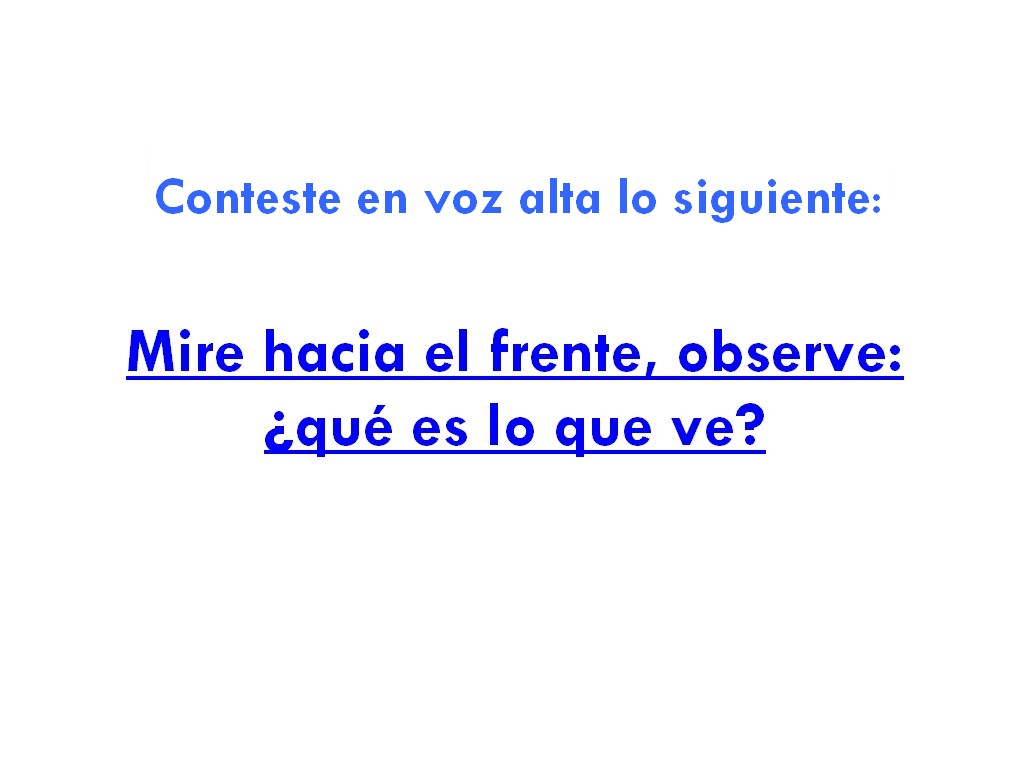 Conteste en voz alta lo siguiente:
Mire hacia el frente, observe:
¿qué es lo que ve?